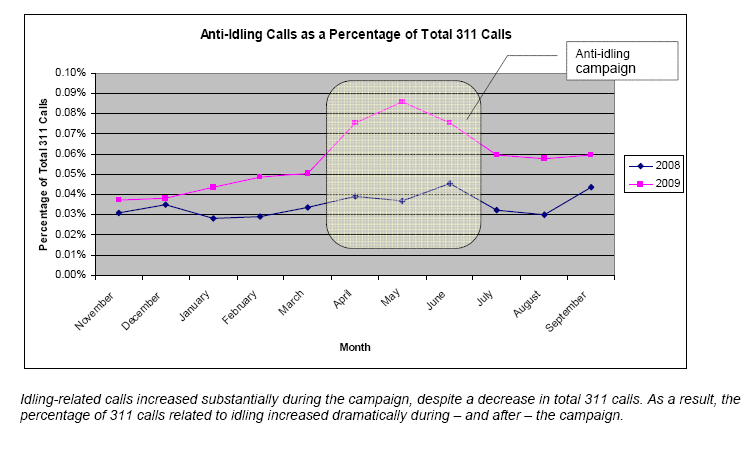 Anti-Idling Calls as a Percentage of Total 311 Calls
Anti-idling
campaign
Percentage of Total 311 Calls
0.10%
0.09%
0.08%
0.07%
0.06%
0.05%
0.04%
0.03%
0.02%
0.01%
0.00%
November
December
January
February
March
April
May
June
July
August
September
Month
2008
2009
Idling-related calls increased substantially during the campaign, despite a decrease in total 311 calls. As a result, the
percentage of 311 calls related to idling increased dramatically during – and after – the campaign.